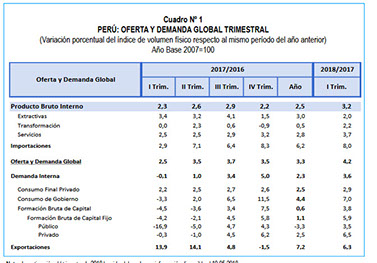 Cuadro N° 1
PERÚ: OFERTA Y DEMANDA GLOBAL TRIMESTRAL
(Variación porcentual del índice de volumen físico respecto al mismo período del año anterior)
Año Base 2007=100
Oferta y Demanda Global 2017/2016 2018/2017
I Trim. II Trim. III Trim. IV Trim. Año I Trim.
Producto Bruto Interno 2,3 2,6 2,9 2,2 2,5 3,2
Extractivas 3,4 3,2 4,1 1,5 3,0 2,0
Transformación 0,0 2,3 0,6 -0,9 0,5 2,2
Servicios 2,5 2,5 2,9 3,2 2,8 3,7
Importaciones 2,9 7,1 6,4 8,3 6,2 8,0
Oferta y Demanda Global 2,5 3,5 3,7 3,5 3,3 4,2
Demanda Interna -0,1 1,0 3,4 5,0 2,3 3,6
Consumo Final Privado 2,2 2,2 2,7 2,6 2,5 2,9
Consumo de Gobierno -3,3 2,0 6,5 11,5 4,4 7,0
Formación Bruta de Capital -4,5 -3,6 3,4 7,5 0,6 3,8
Formación Bruta de Capital Fijo -4,2 -2,1 4,5 5,8 1,1 5,9
Público -16,9 -5,0 4,7 0,3 -3,3 3,5
Privado -0,3 -1,0 4,5 6,2 2,5 6,5
Exportaciones 13,9 14,1 4,8 -1,5 7,2 6,3